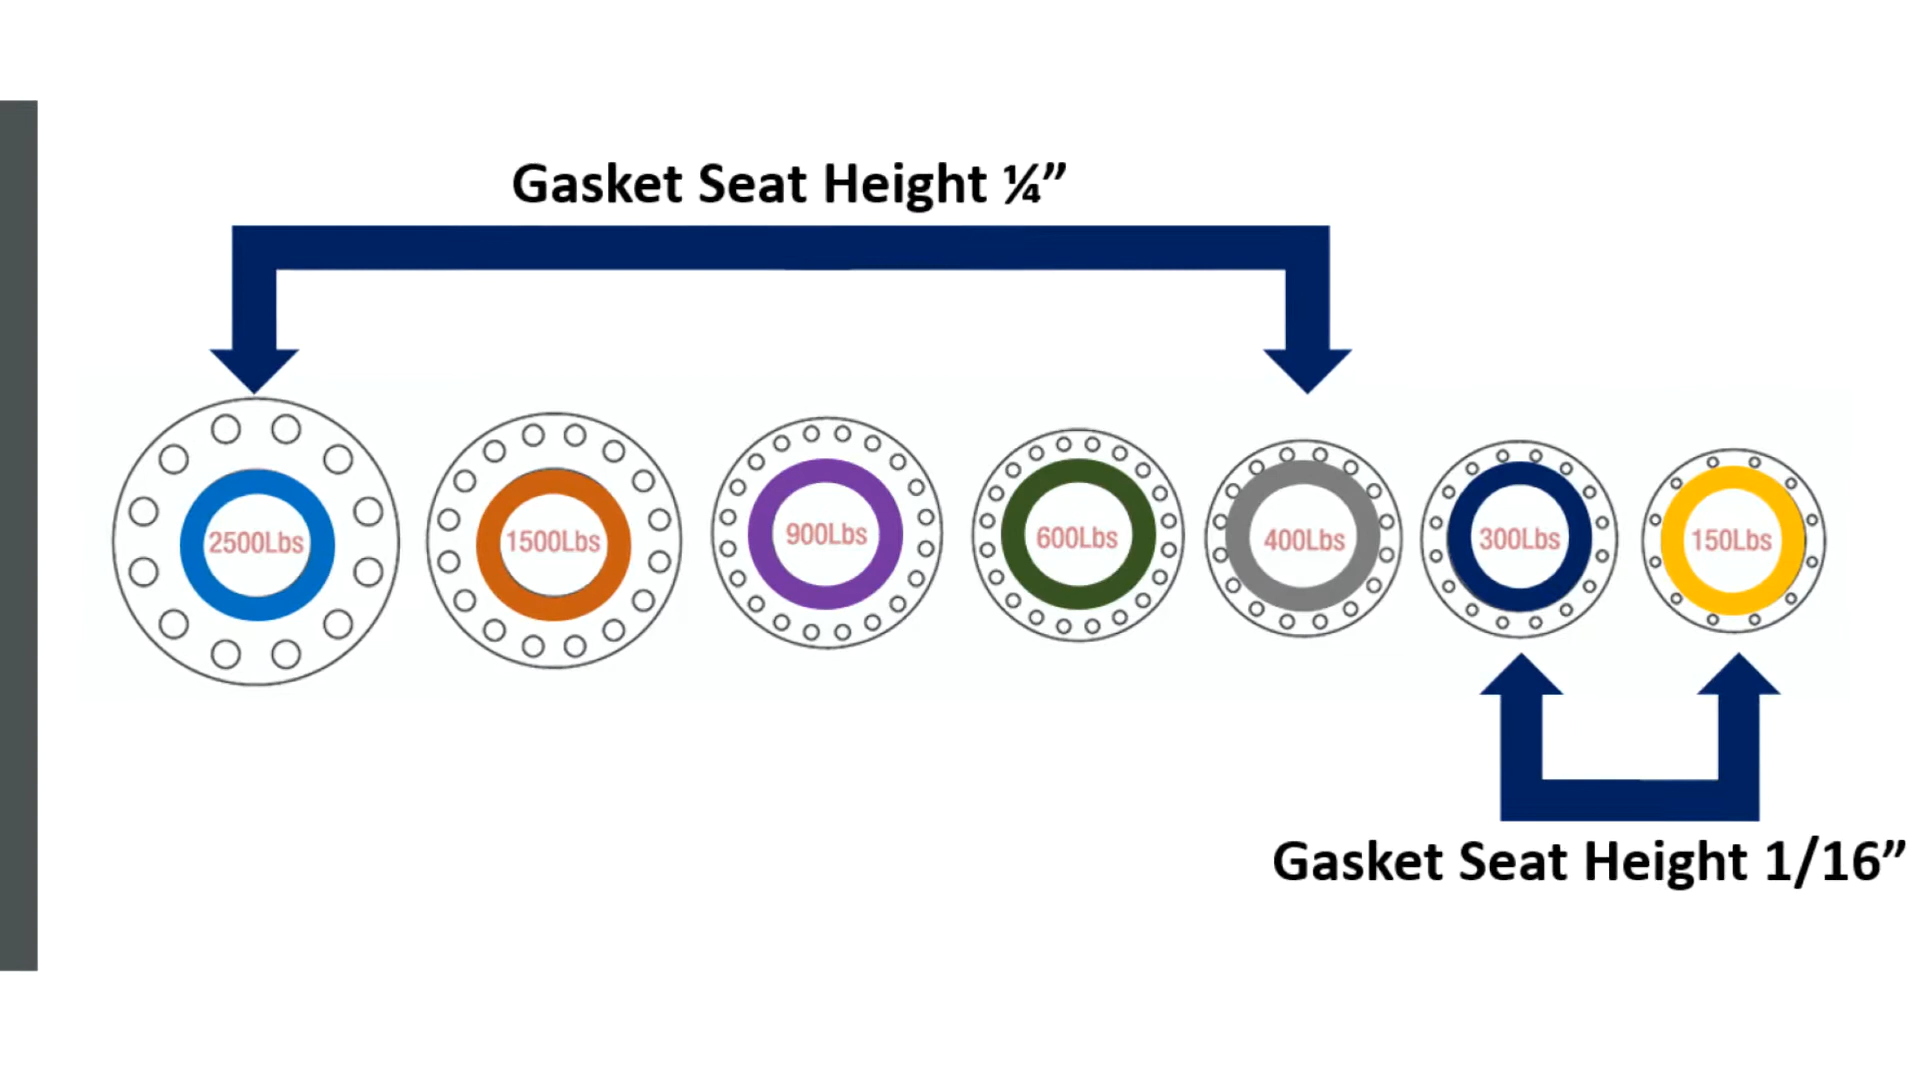 Gasket Seat Height ¼”
2500Lbs
1500Lbs
900Lbs
600Lbs
400Lbs
300Lbs
150Lbs
Gasket Seat Height 1/16”